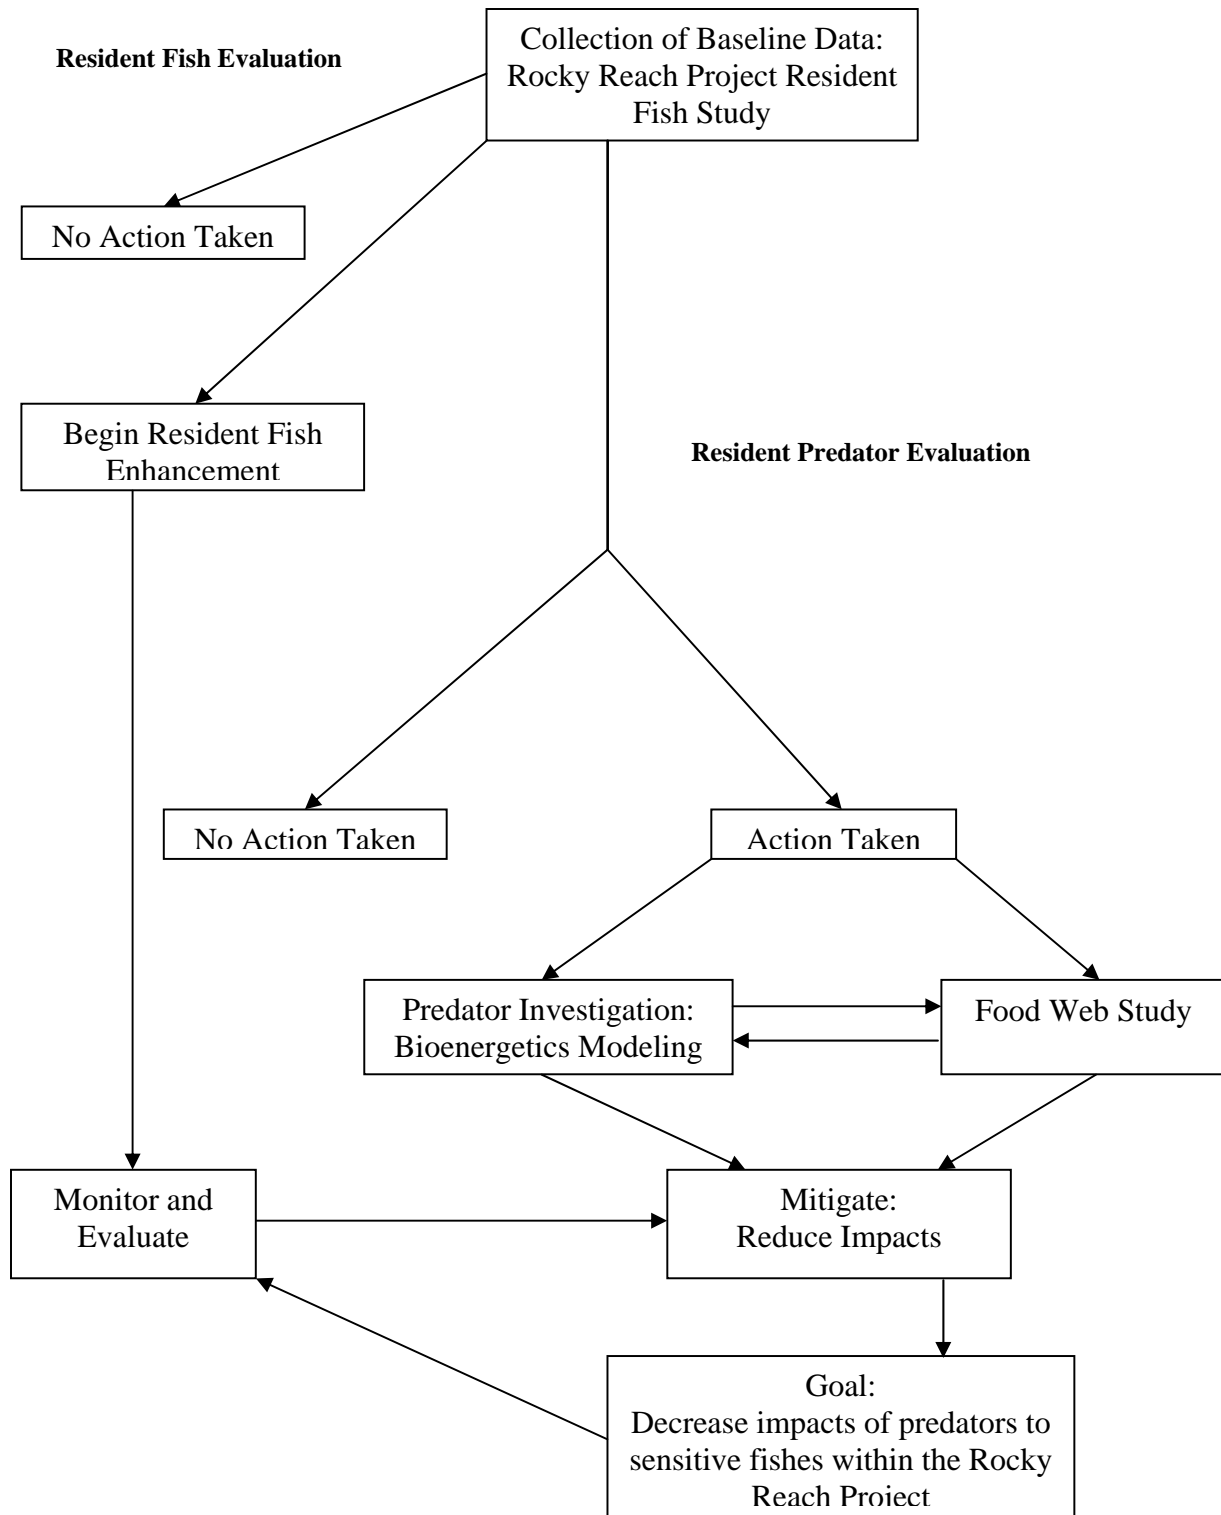 Resident Fish Evaluation
Collection of Baseline Data:
Rocky Reach Project Resident
Fish Study
No Action Taken
Begin Resident Fish
Enhancement
Resident Predator Evaluation
No Action Taken
Action Taken
Predator Investigation:
Bioenergetics Modeling
Food Web Study
Monitor and
Evaluate
Mitigate:
Reduce Impacts
Goal:
Decrease impacts of predators to
sensitive fishes within the Rocky
Reach Project